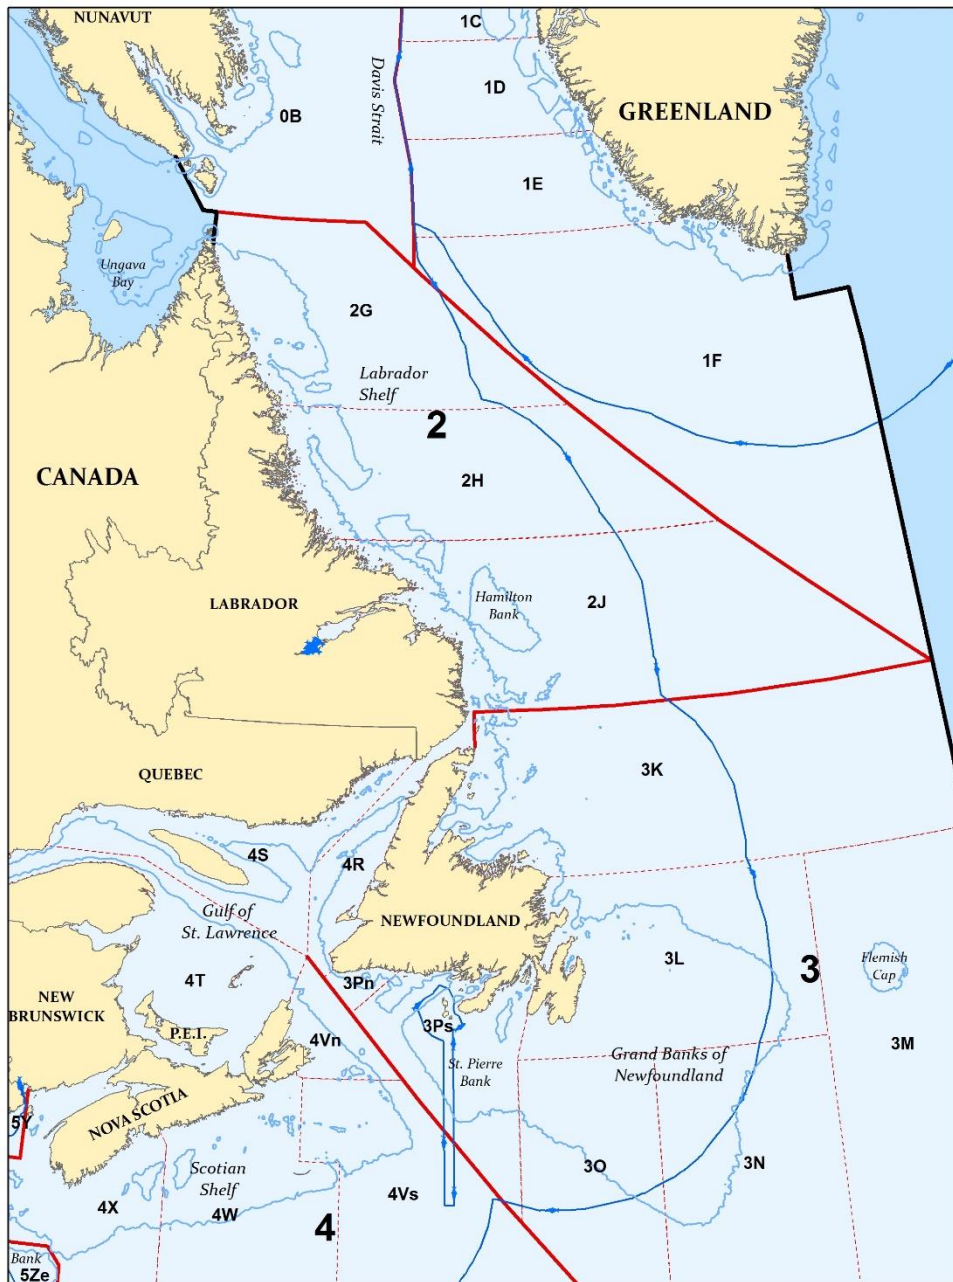 NUNAVUT
1C
Davis Strait
1D
0B
GREENLAND
1E
Ungava
Bay
2G
1F
Labrador
Shelf
2
CANADA
2H
Hamilton
Bank
2J
LABRADOR
3K
QUEBEC
4S
4R
Gulf of
St. Lawrence
NEWFOUNDLAND
3L
3
Flemish
Cap
4T
3Pn
NEW
BRUNSWICK
P.E.I.
4Vn
3Ps
St. Pierre
Bank
Grand Banks of
Newfoundland
3M
5Y
NOVA SCOTIA
Scotian
Shelf
3O
3N
4X
4W
4Vs
4
Bank
5Ze